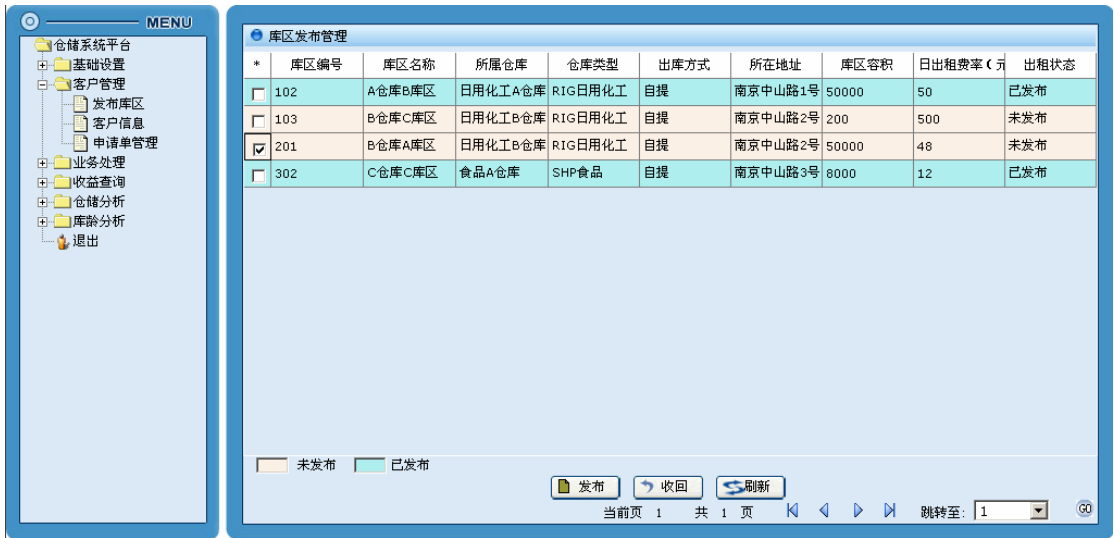 MENU
仓储系统平台
基础设置
客户管理
发布库区
客户信息
申请单管理
业务处理
收益查询
仓储分析
库龄分析
退出
库区发布管理
* 库区编号 库区名称 所属仓库 仓库类型 出库方式 所在地址 库区容积 日出租费率(元 出租状态
102 A仓库B库区 日用化工A仓库 RIG日用化工 自提 南京中山路1号 50000 50 已发布
103 B仓库C库区 日用化工B仓库 RIG日用化工 自提 南京中山路2号 200 500 未发布
201 B仓库A库区 日用化工B仓库 RIG日用化工 自提 南京中山路2号 50000 48 未发布
302 C仓库C库区 食品A仓库 SHP食品 自提 南京中山路3号 8000 12 已发布
未发布 已发布
发布 收回 刷新
当前页 1 共 1 页 跳转至: 1 GO